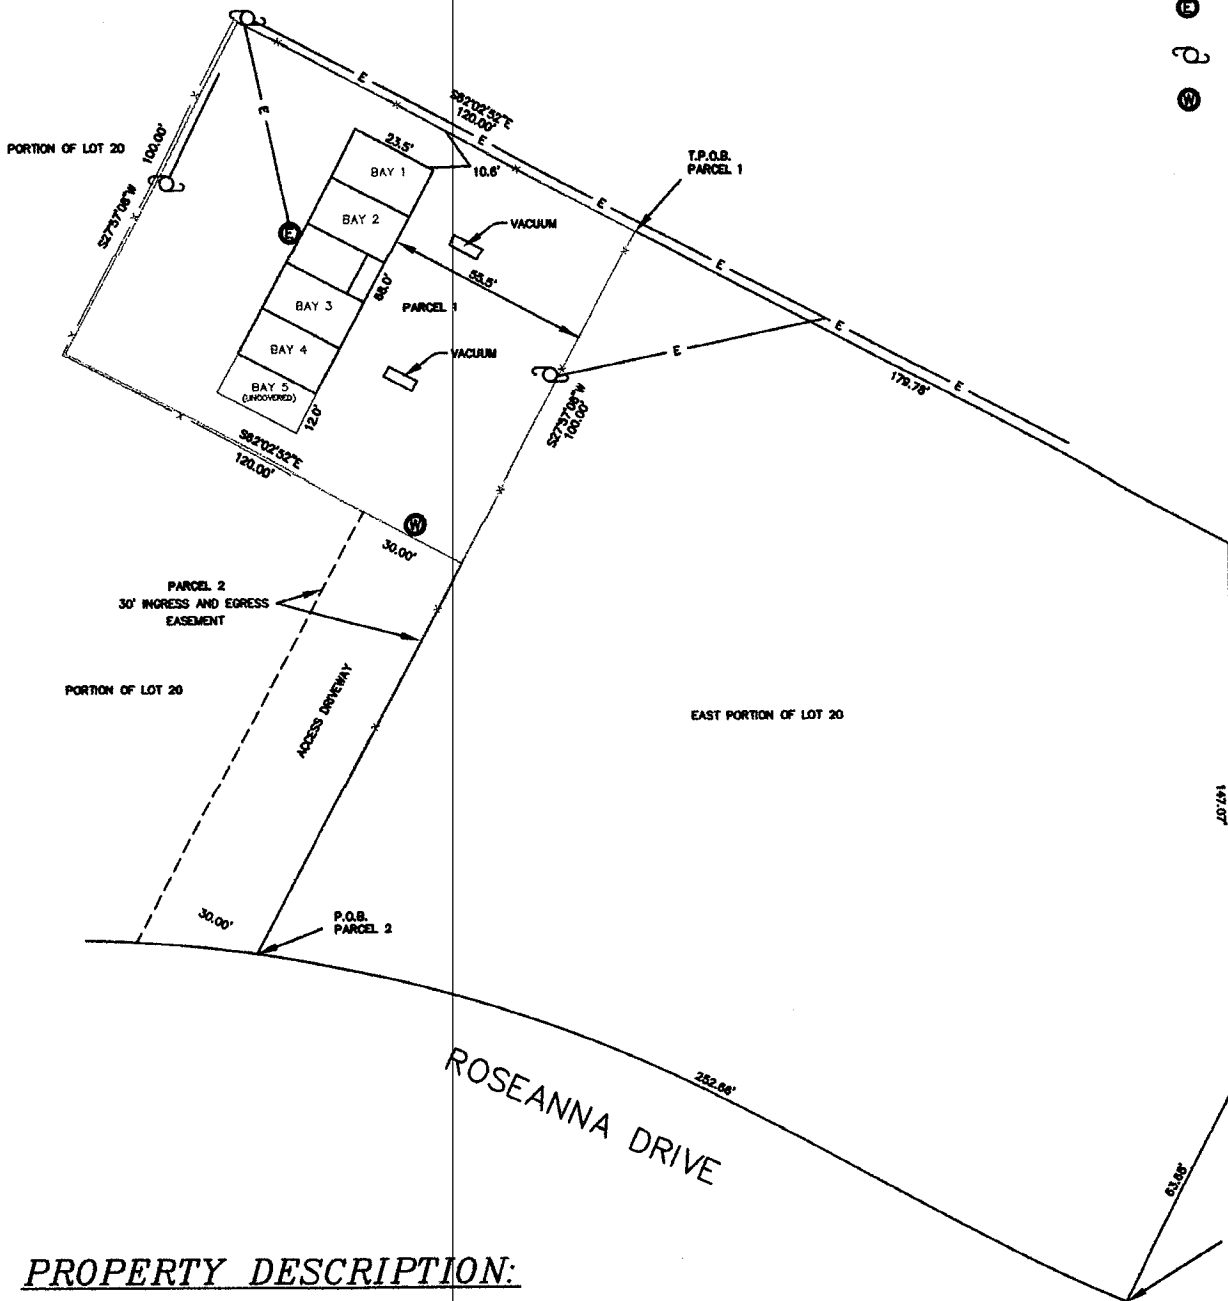 E
W
E
S62°02'52"E
120.00'
E
PORTION OF LOT 20
100.00'
S27°57'08"W
E
23.5'
10.6'
T.P.O.B.
PARCEL 1
BAY 1
BAY 2
E
VACUUM
E
E
55.5'
68.0'
PARCEL 1
BAY 3
BAY 4
VACUUM
E
E
E
179.78'
BAY 5
(UNCOVERED)
12.0'
S27°57'08"W
100.00'
S62°02'52"E
120.00'
W
30.00'
PARCEL 2
30' INGRESS AND EGRESS
EASEMENT
PORTION OF LOT 20
ACCESS DRIVEWAY
EAST PORTION OF LOT 20
147.07'
30.00'
P.O.B.
PARCEL 2
ROSEANNA DRIVE
252.66'
63.68'
PROPERTY DESCRIPTION: